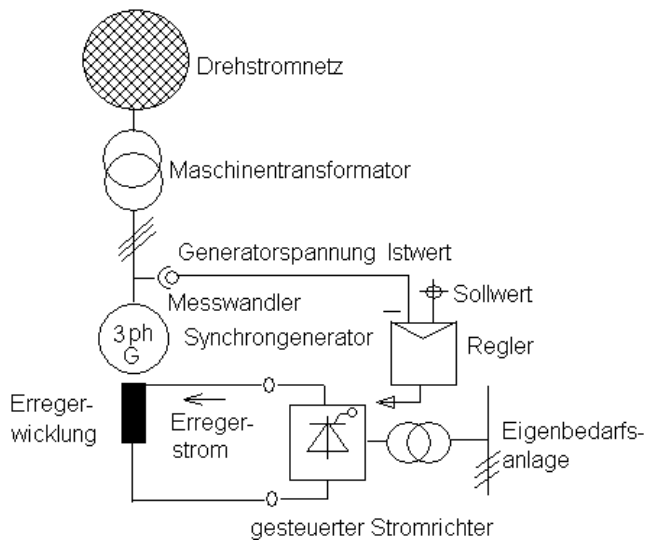 Drehstromnetz
Maschinentransformator
Generatorspannung Istwert
Messwandler
Sollwert
3 ph
G
Synchrongenerator
Regler
Erreger-
wicklung
Erreger-
strom
Eigenbedarfs-
anlage
gesteuerter Stromrichter